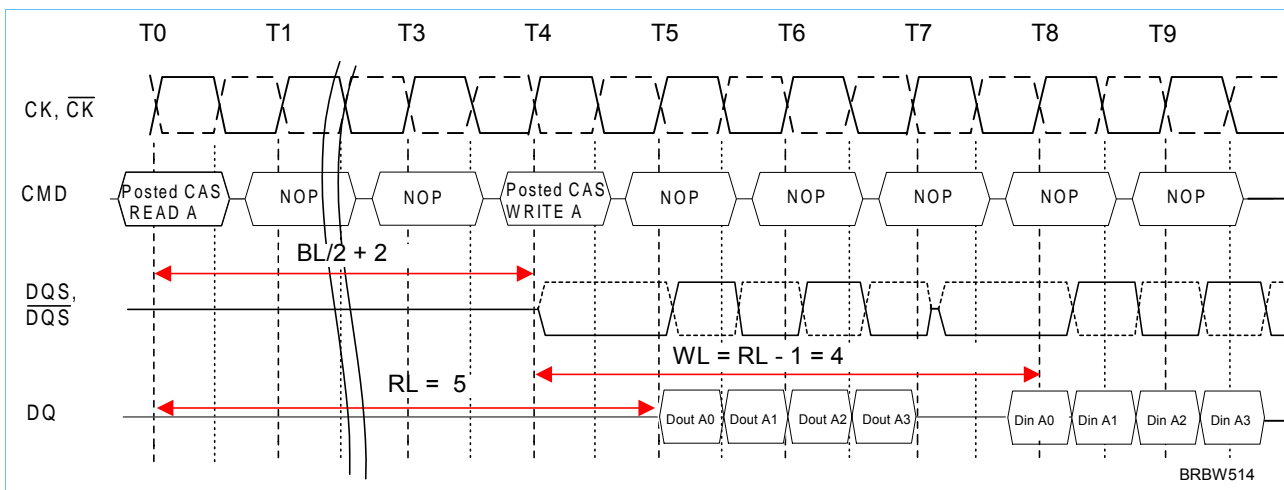 T0 T1 T3 T4 T5 T6 T7 T8 T9
CK, CK
CMD
Posted CAS
READ A
NOP
NOP
Posted CAS
WRITE A
NOP
NOP
NOP
NOP
NOP
BL/2 + 2
DQS,
DQS
WL = RL - 1 = 4
RL = 5
DQ
Dout A0 Dout A1 Dout A2 Dout A3 Din A0 Din A1 Din A2 Din A3
BRBW514